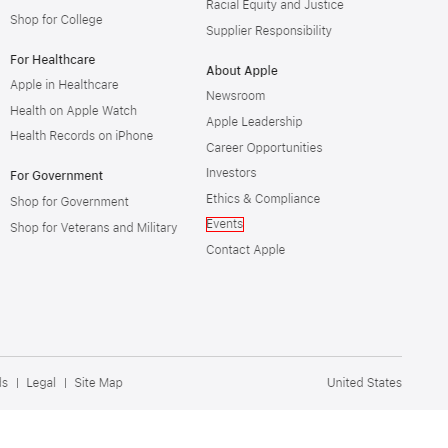 Shop for College
For Healthcare
Apple in Healthcare
Health on Apple Watch
Health Records on iPhone
For Government
Shop for Government
Shop for Veterans and Military
Racial Equity and Justice
Supplier Responsibility
About Apple
Newsroom
Apple Leadership
Career Opportunities
Investors
Ethics & Compliance
Events
Contact Apple
| Legal | Site Map
United States